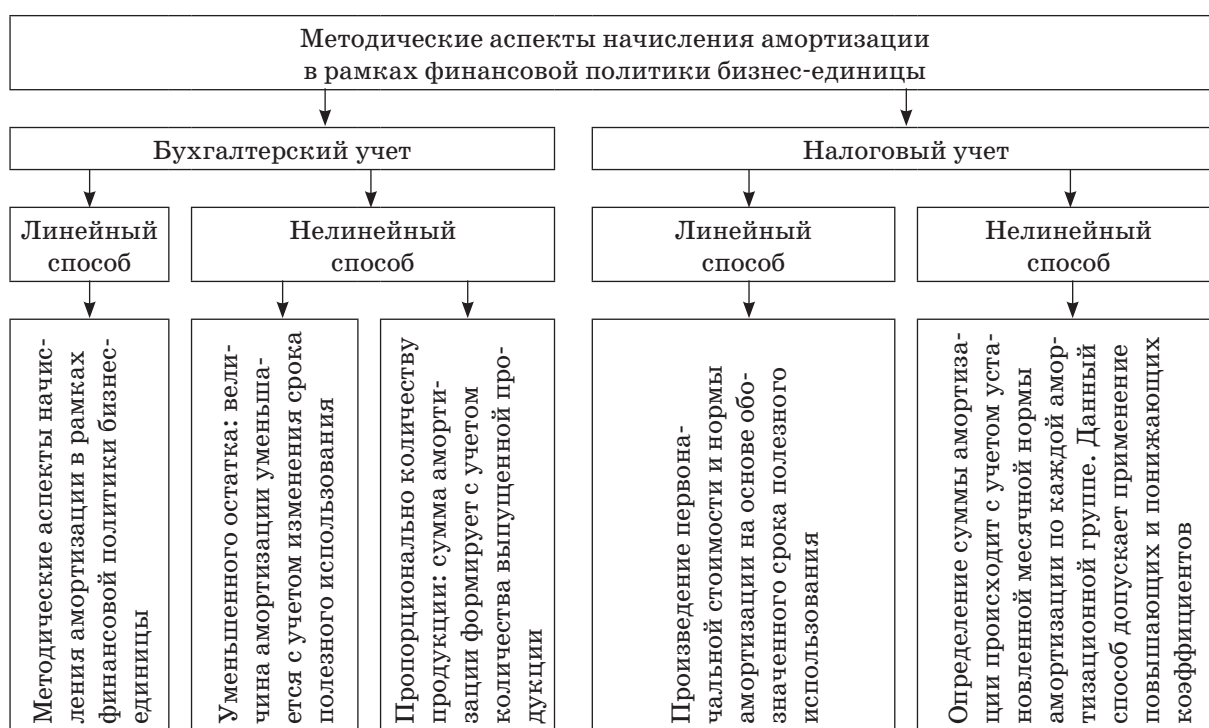 Методические аспекты начисления амортизации
в рамках финансовой политики бизнес-единицы
Бухгалтерский учет
Налоговый учет
Линейный
способ
Нелинейный
способ
Линейный
способ
Нелинейный
способ
Методические аспекты начис-
ления амортизации в рамках
финансовой политики бизнес-
единицы
Уменьшенного остатка: вели-
чина амортизации уменьша-
ется с учетом изменения срока
полезного использования
Пропорционально количеству
продукции: сумма аморти-
зации формирует с учетом
количества выпущенной про-
дукции
Произведение первона-
чальной стоимости и нормы
амортизации на основе обо-
значенного срока полезного
использования
Определение суммы амортиза-
ции происходит с учетом уста-
новленной месячной нормы
амортизации по каждой амор-
тизационной группе. Данный
способ допускает применение
повышающих и понижающих
коэффициентов